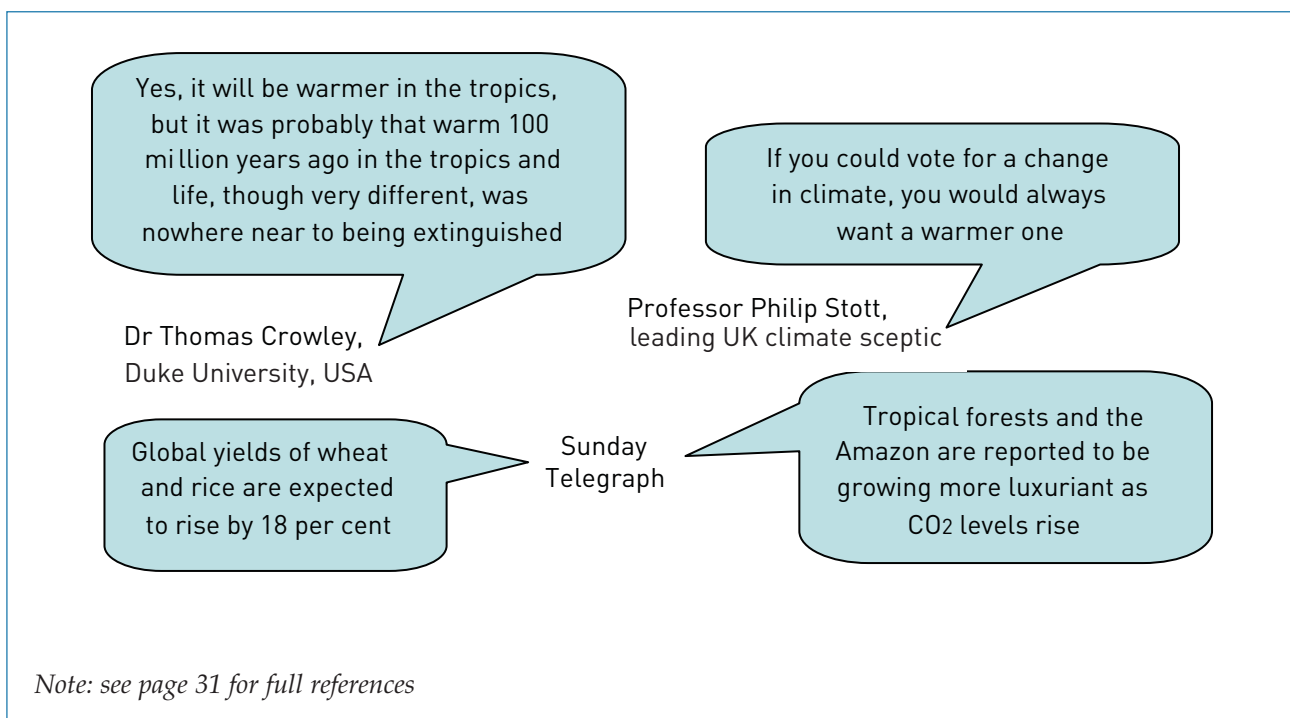 Yes, it will be warmer in the tropics,
but it was probably that warm 100
million years ago in the tropics and
life, though very different, was
nowhere near to being extinguished
Dr Thomas Crowley,
Duke University, USA
If you could vote for a change
in climate, you would always
want a warmer one
Professor Philip Stott,
leading UK climate sceptic
Global yields of wheat
and rice are expected
to rise by 18 per cent
Sunday
Telegraph
Tropical forests and the
Amazon are reported to be
growing more luxuriant as
CO2 levels rise
Note: see page 31 for full references